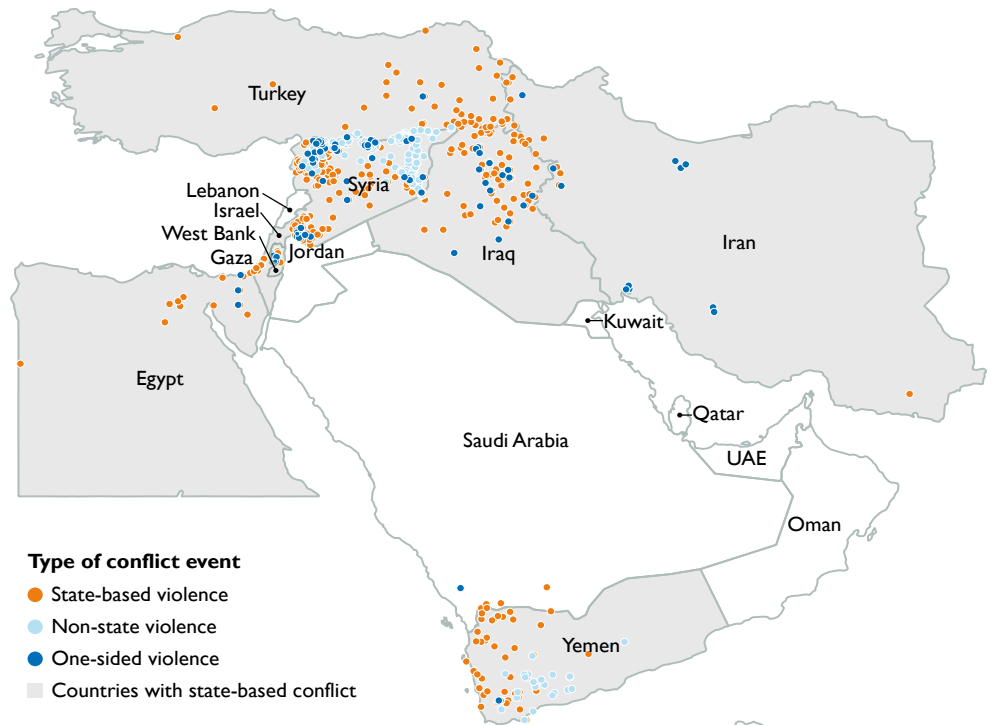 Turkey
Lebanon
Israel
West Bank
Gaza
Syria
Jordan
Iraq
Iran
Kuwait
Egypt
Qatar
Saudi Arabia
UAE
Oman
Yemen
Type of conflict event
State-based violence
Non-state violence
One-sided violence
Countries with state-based conflict